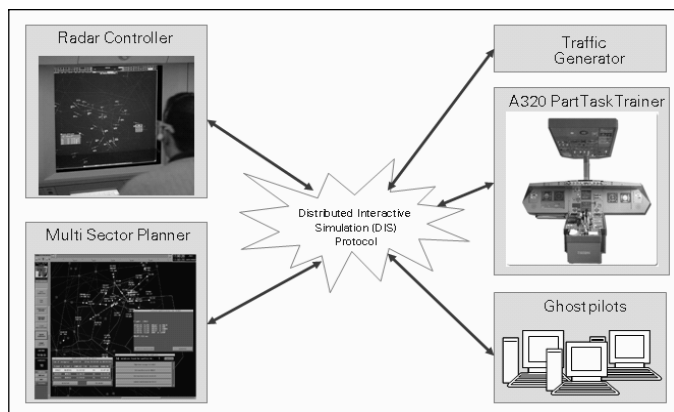 Radar Controller
Traffic
Generator
A320 PartTaskTrainer
Distributed Interactive
Simulation (DIS)
Protocol
Multi Sector Planner
Ghostpilots